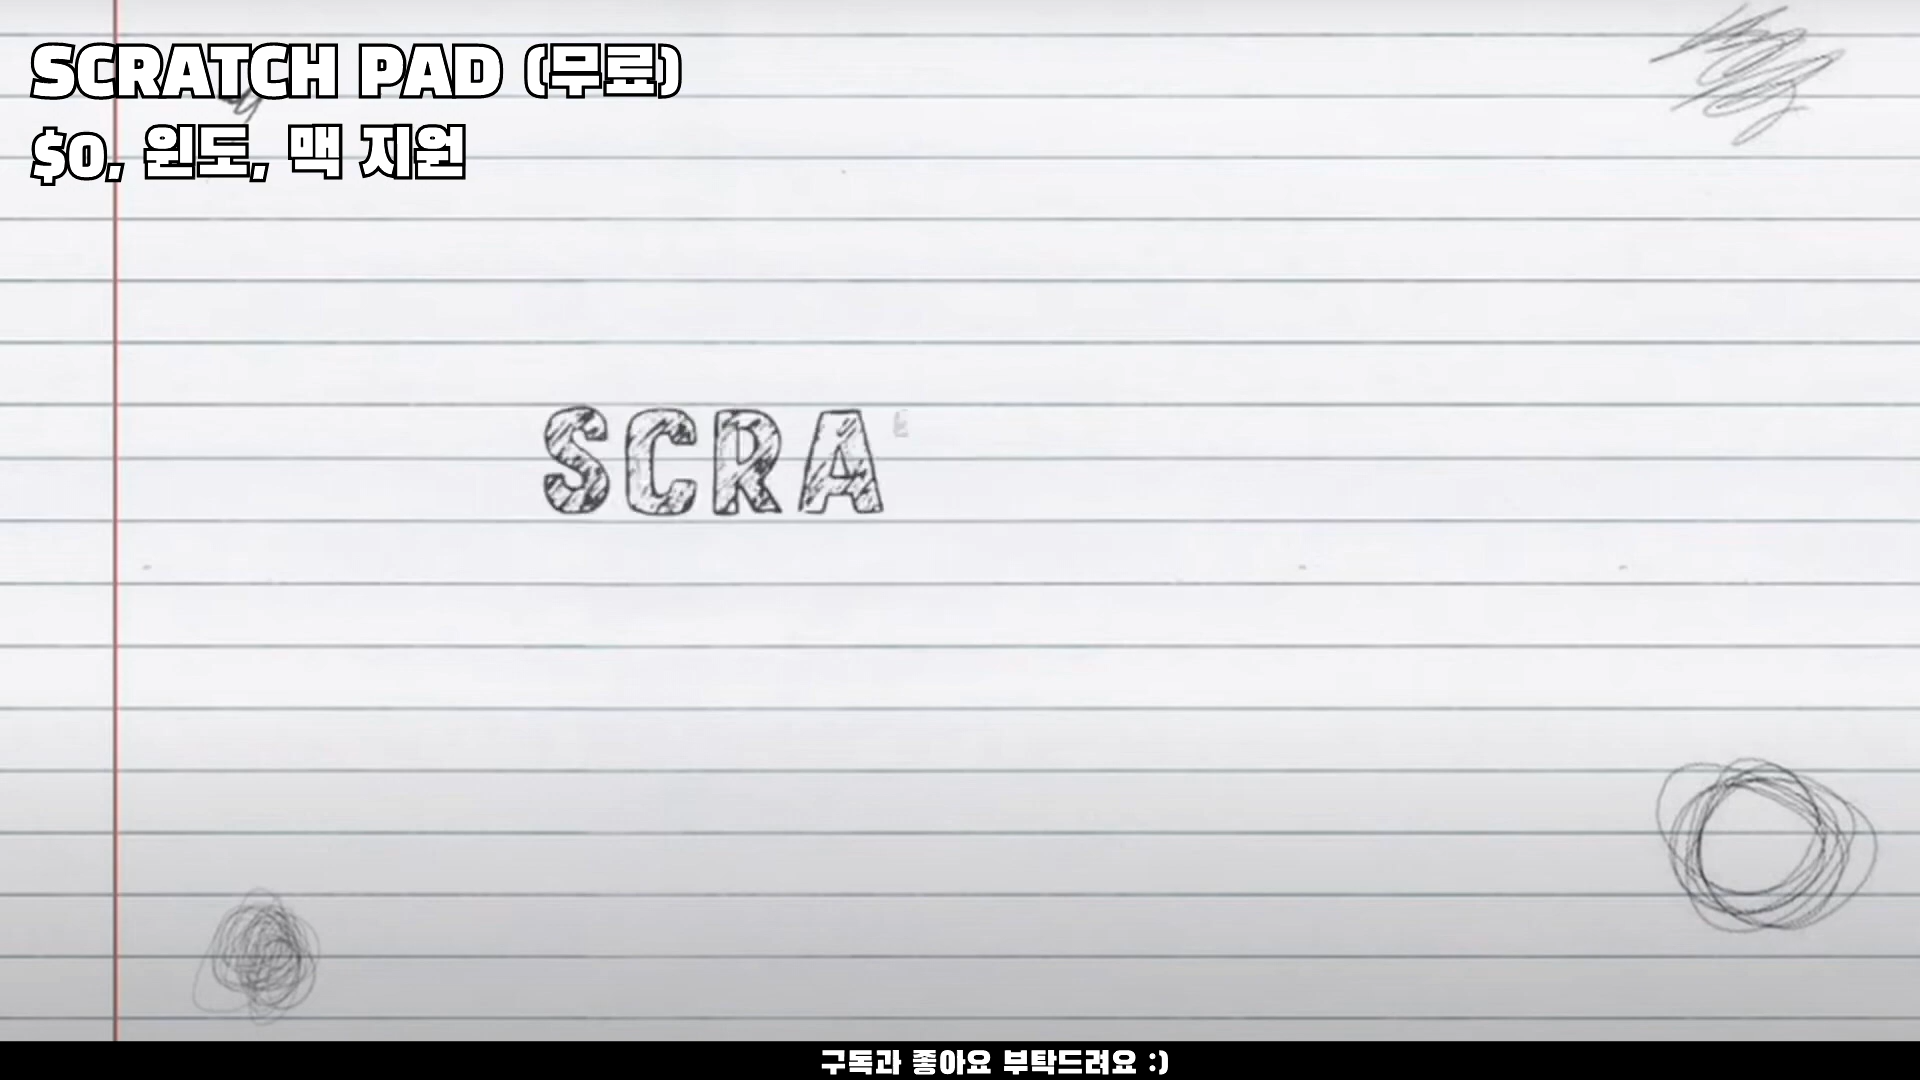 SCRATCH PAD (무료)
$0, 윈도, 맥 지원
SCRA
구독과 좋아요 부탁드려요 :)